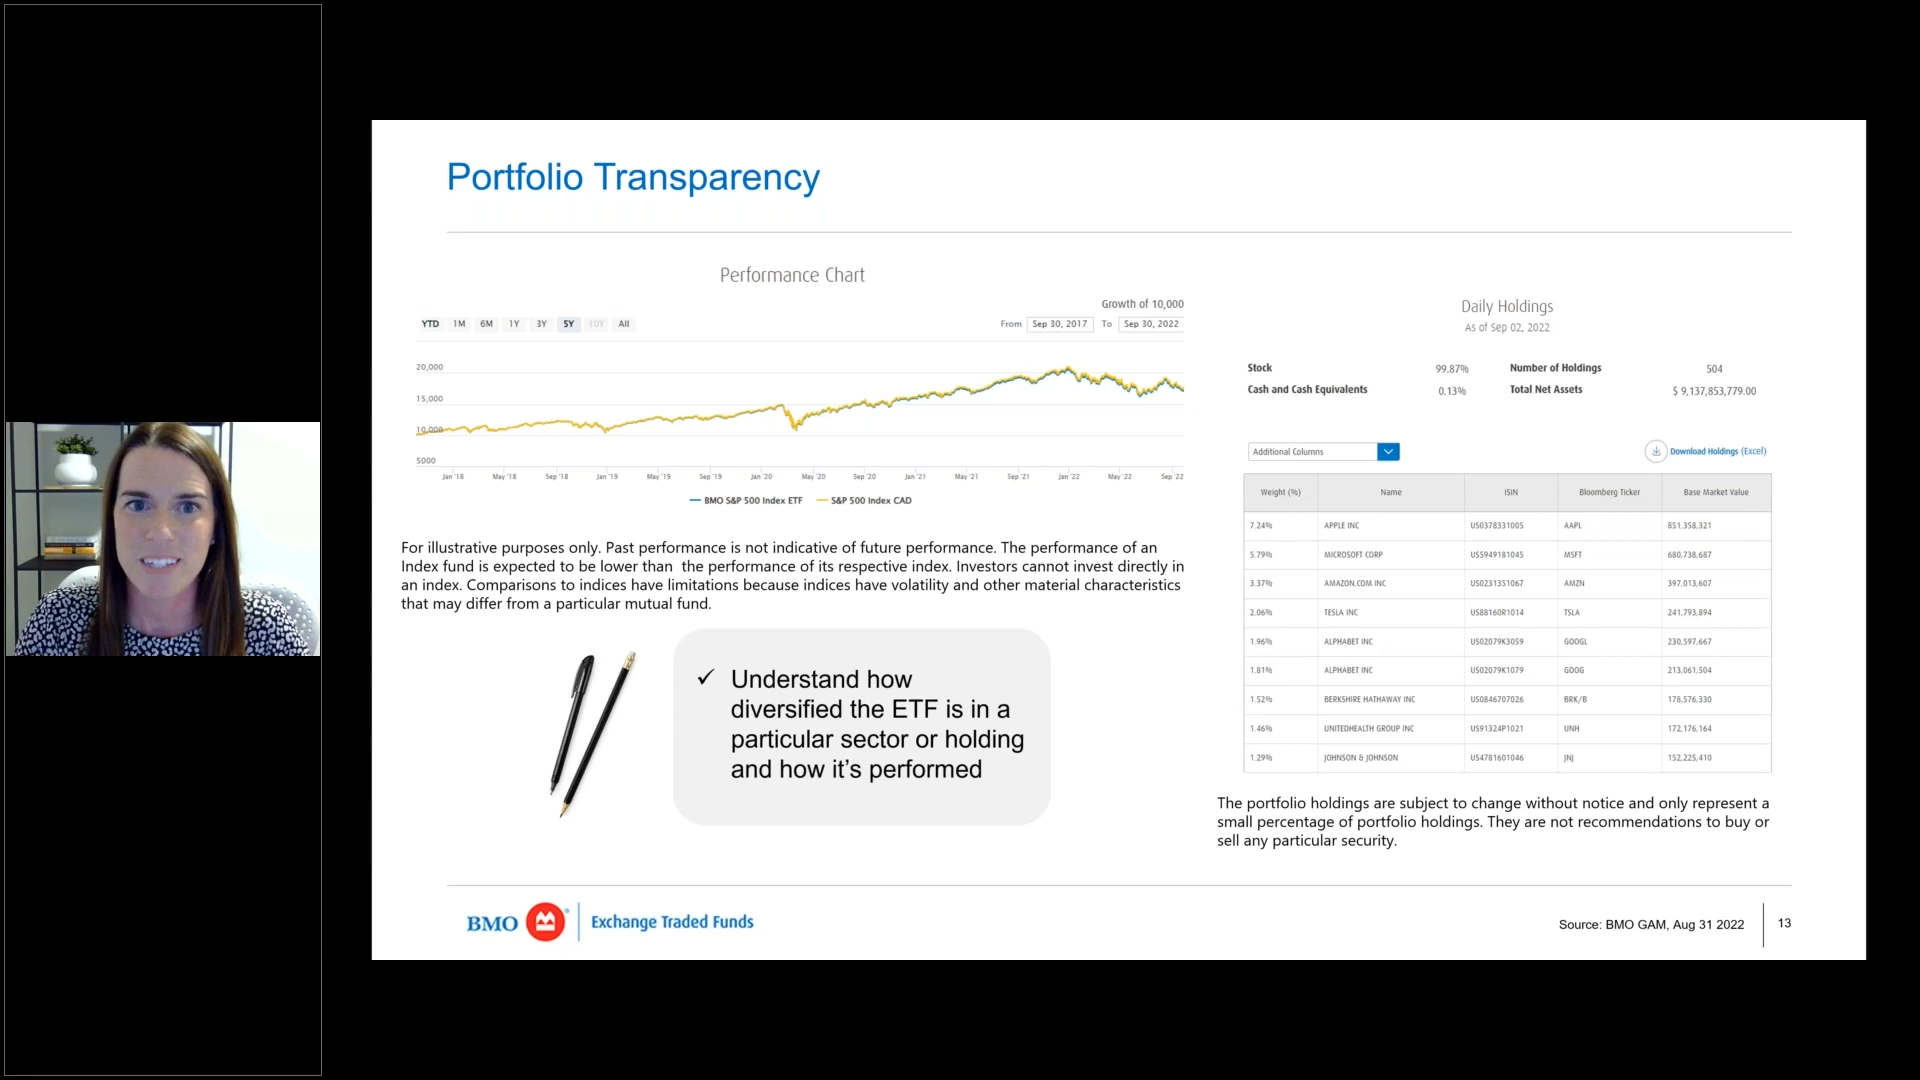 Portfolio Transparency
Performance Chart
Growth of 10,000
YTD 1M 6M 1Y 3Y 5Y 10Y All
From Sep 30, 2017 To Sep 30, 2022
20,000
15,000
10,000
5000
Jan '18 May '18 Sep '18 Jan '19 May '19 Sep '19 Jan '20 May '20 Sep '20 Jan '21 May '21 Sep '21 Jan '22 May '22 Sep '22
BMO S&P 500 Index ETF S&P 500 Index CAD
For illustrative purposes only. Past performance is not indicative of future performance. The performance of an
Index fund is expected to be lower than the performance of its respective index. Investors cannot invest directly in
an index. Comparisons to indices have limitations because indices have volatility and other material characteristics
that may differ from a particular mutual fund.
✓ Understand how
diversified the ETF is in a
particular sector or holding
and how it's performed
Daily Holdings
As of Sep 02, 2022
Stock 99.87% Number of Holdings 504
Cash and Cash Equivalents 0.13% Total Net Assets $ 9,137,853,779.00
Additional Columns Download Holdings (Excel)
Weight (%) Name ISIN Bloomberg Ticker Base Market Value
7.24% APPLE INC US0378331005 AAPL 851,358,321
5.79% MICROSOFT CORP US5949181045 MSFT 680,738,687
3.37% AMAZON.COM INC US0231351067 AMZN 397,013,607
2.06% TESLA INC US88160R1014 TSLA 241,793,894
1.96% ALPHABET INC US02079K3059 GOOGL 230,597,667
1.81% ALPHABET INC US02079K1079 GOOG 213,061,504
1.52% BERKSHIRE HATHAWAY INC US0846707026 BRK/B 178,576,330
1.46% UNITEDHEALTH GROUP INC US91324P1021 UNH 172,176,164
1.29% JOHNSON & JOHNSON US4781601046 JNJ 152,225,410
The portfolio holdings are subject to change without notice and only represent a
small percentage of portfolio holdings. They are not recommendations to buy or
sell any particular security.
BMO Exchange Traded Funds
Source: BMO GAM, Aug 31 2022 13